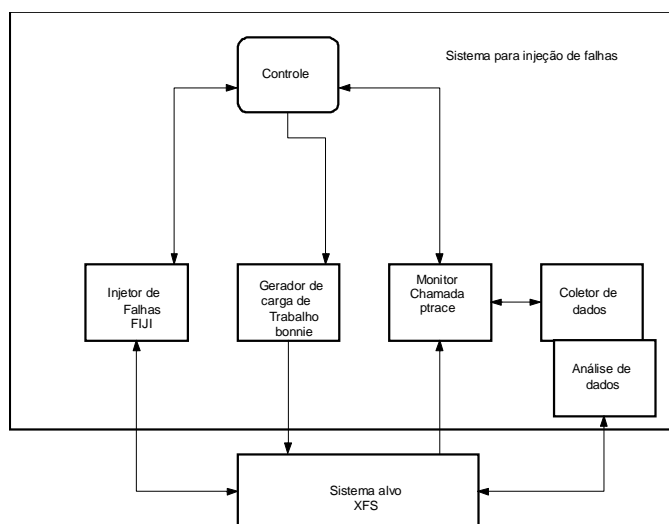 Sistema para injeção de falhas
Controle
Injetor de
Falhas
FIJI
Gerador de
carga de
Trabalho
bonnie
Monitor
Chamada
ptrace
Coletor de
dados
Análise de
dados
Sistema alvo
XFS